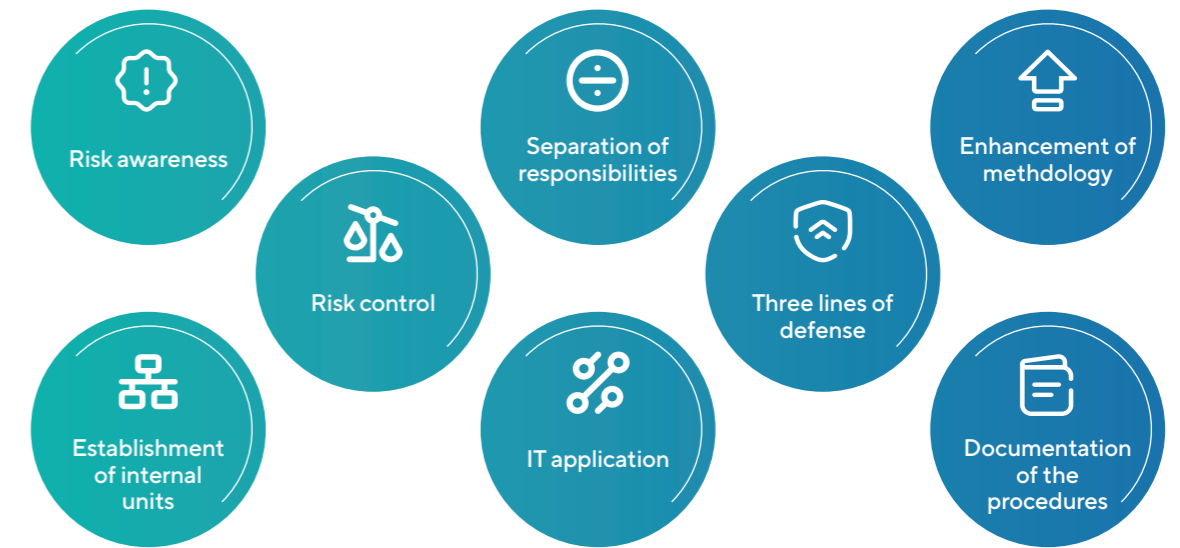 Risk awareness
Separation of
responsibilities
Enhancement of
methdology
Risk control
Three lines of
defense
Establishment
of internal
units
IT application
Documentation
of the
procedures